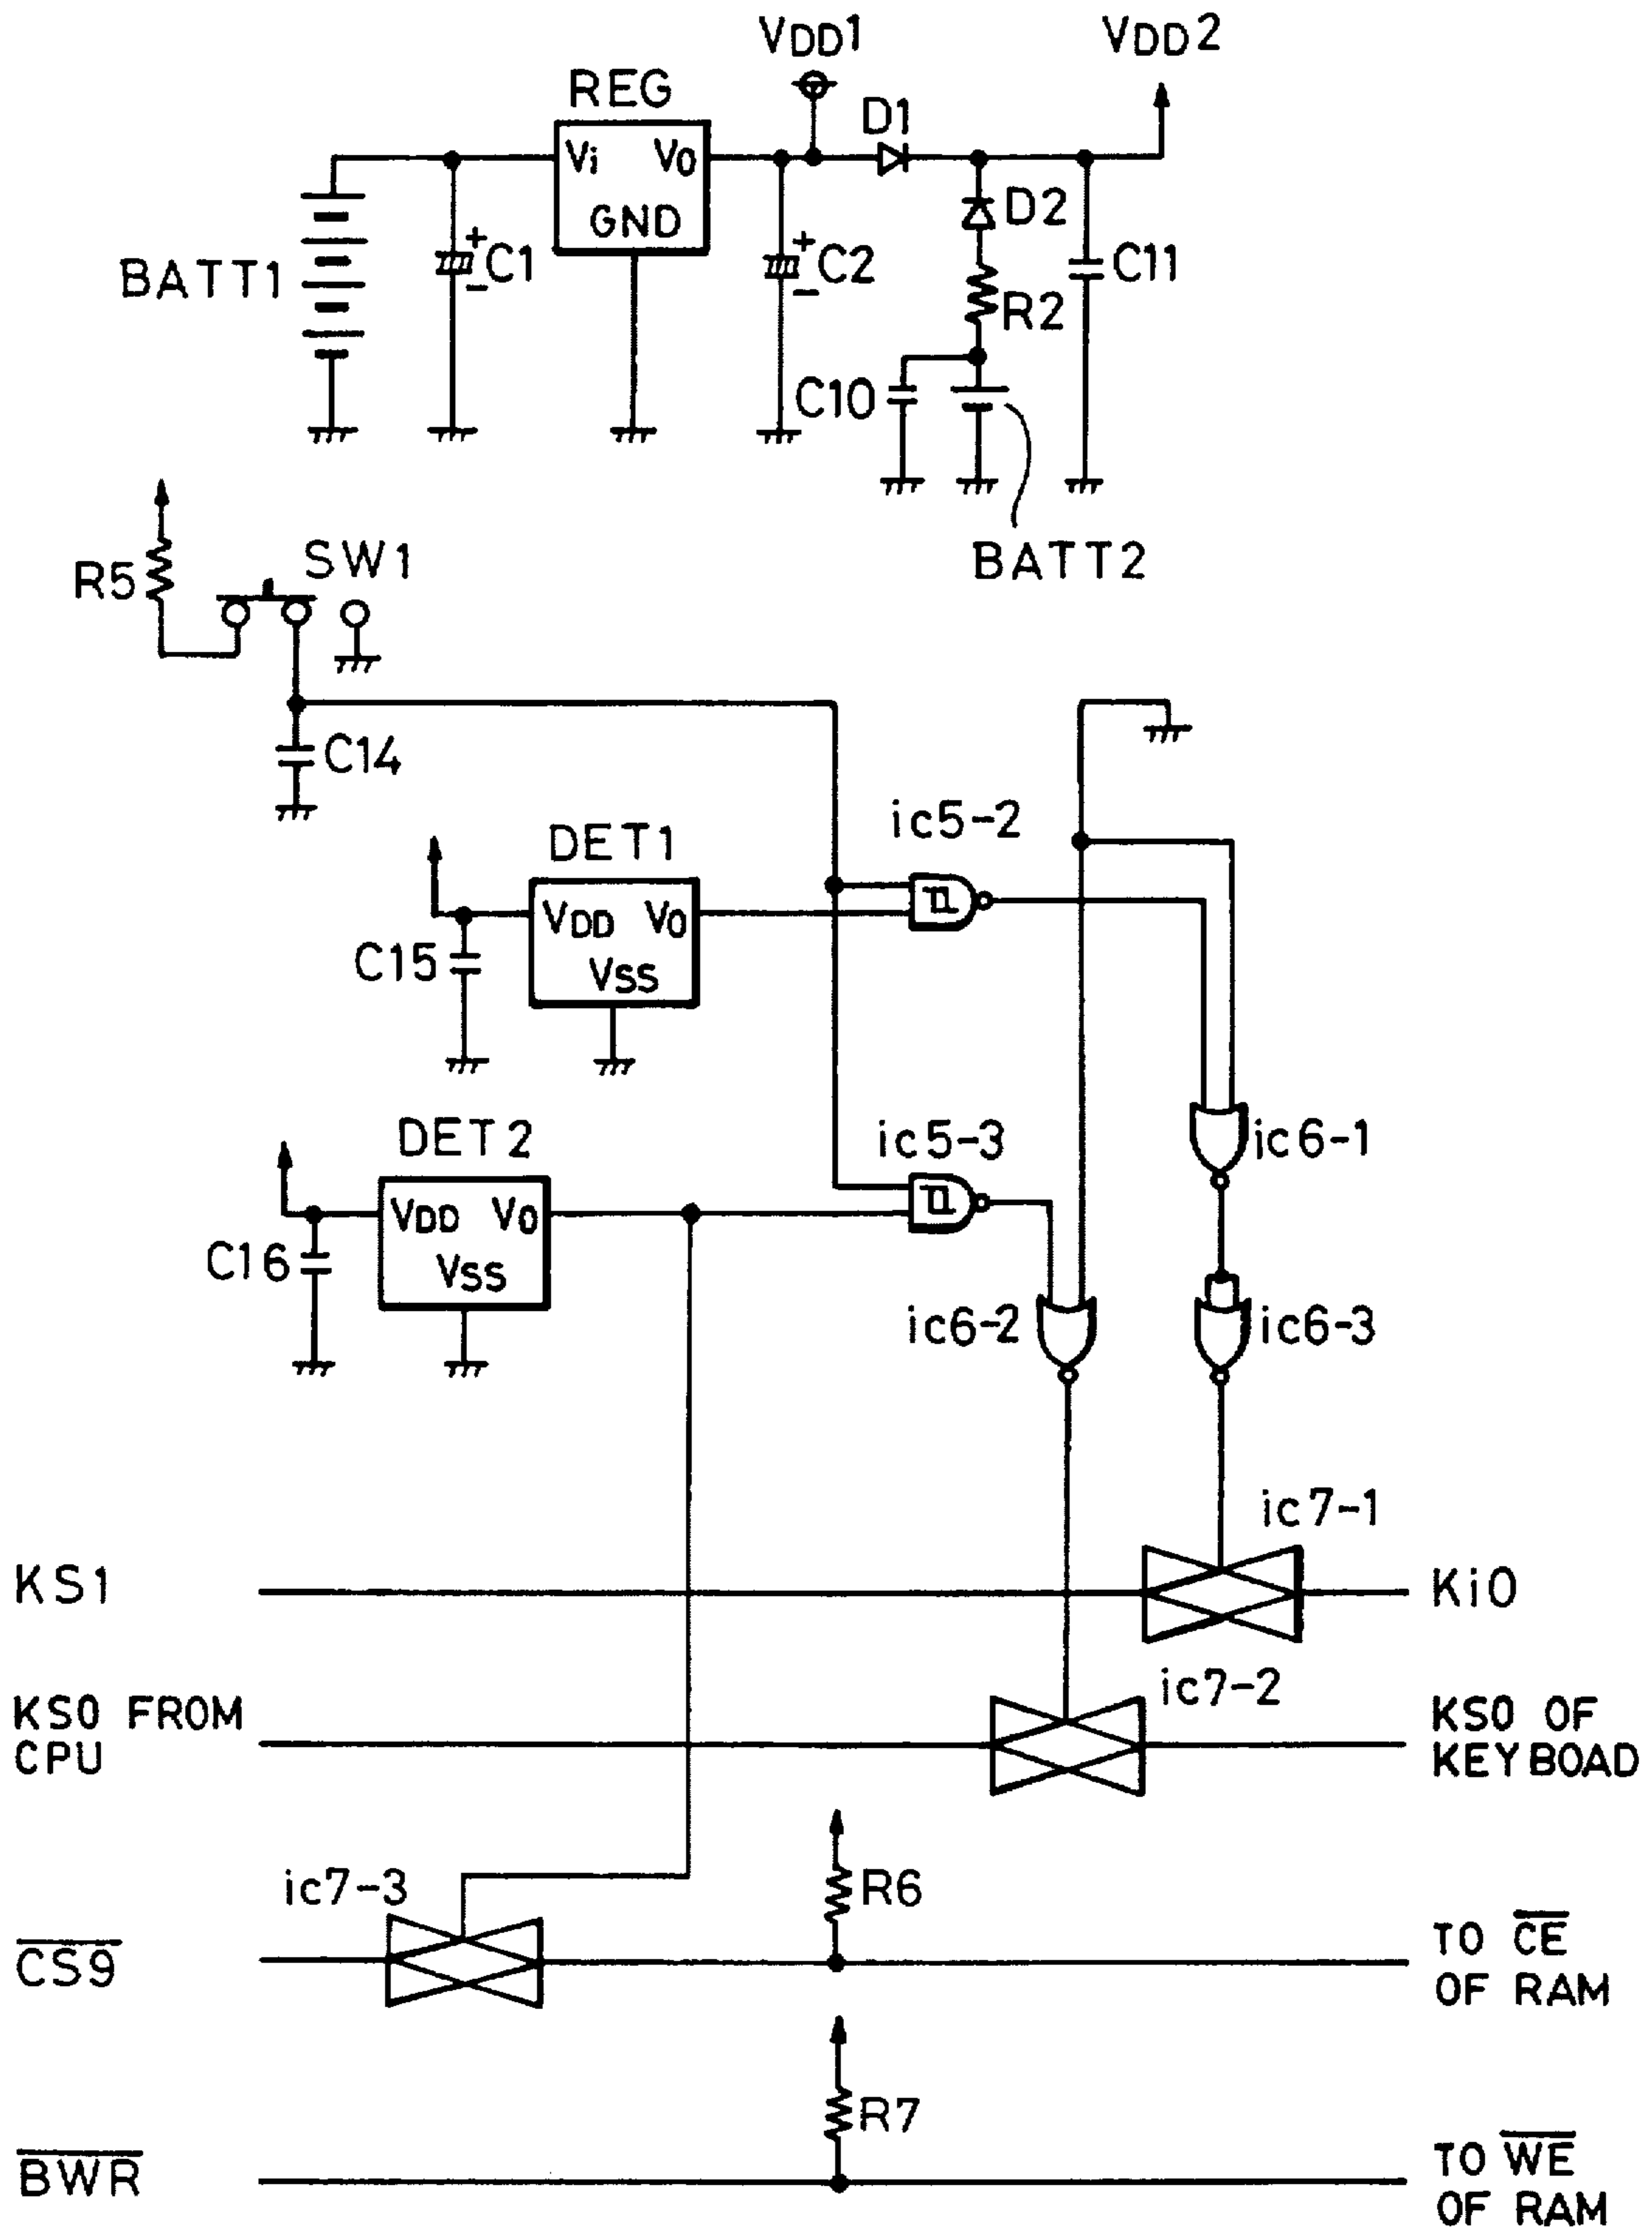 VDD1
VDD2
REG
D1
Vi
VO
GND
D2
BATT1
+
C1
-
+
C2
-
C11
R2
C10
BATT2
R5
SW1
C14
ic5-2
DET1
VDD
VO
VSS
C15
DET2
ic5-3
ic6-1
VDD
VO
VSS
C16
ic6-2
ic6-3
ic7-1
KS1
Ki0
ic7-2
KS0 FROM
CPU
KS0 OF
KEYBOAD
ic7-3
R6
CS9
TO CE
OF RAM
R7
BWR
TO WE
OF RAM